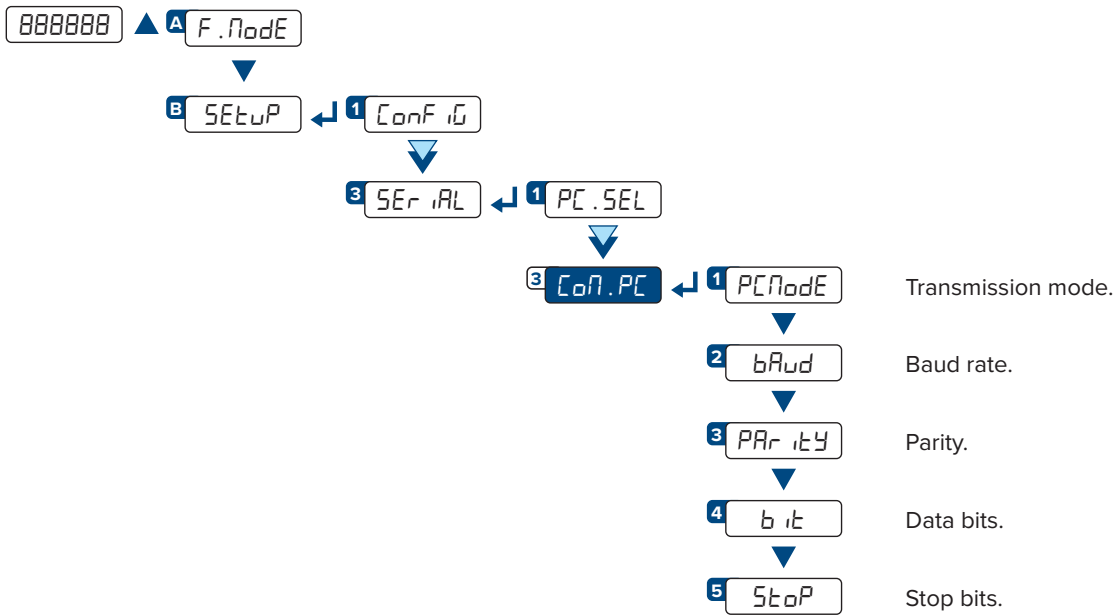 888888 A F.ModE
B SEtuP 1 ConFiG
3 SEriAL 1 PC.SEL
3 CoM.PC 1 PCModE Transmission mode.
2 bAud Baud rate.
3 PAritY Parity.
4 bit Data bits.
5 StoP Stop bits.